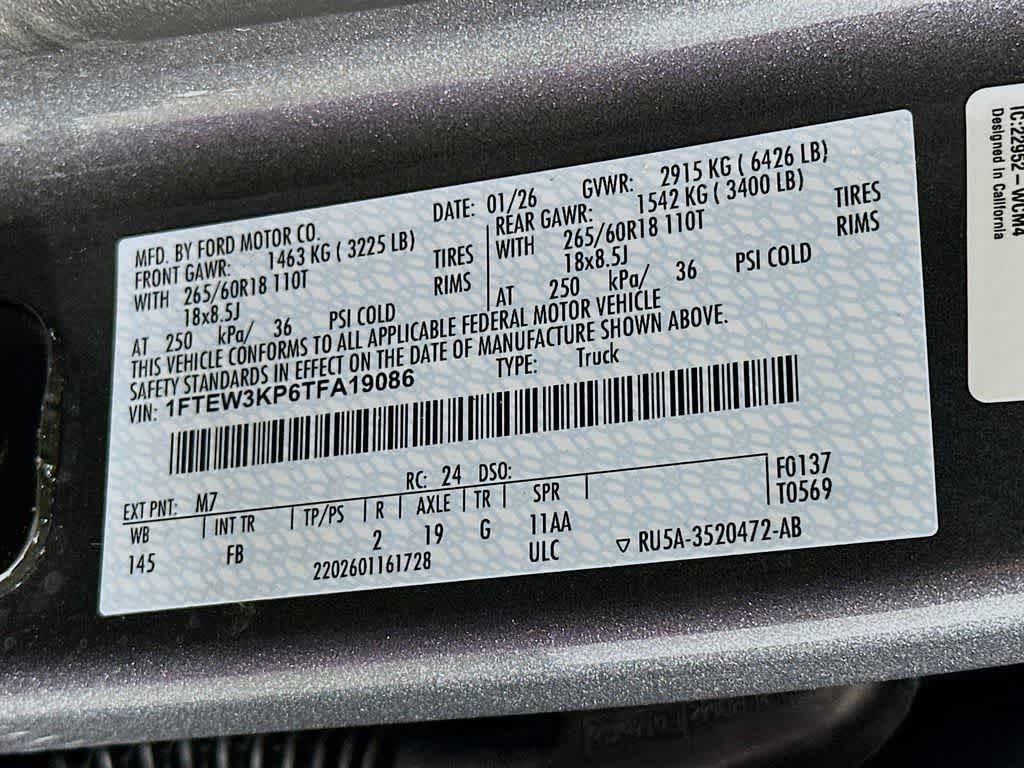 MFD. BY FORD MOTOR CO.
DATE: 01/26
GVWR: 2915 KG ( 6426 LB)
FRONT GAWR: 1463 KG ( 3225 LB)
WITH 265/60R18 110T TIRES
18x8.5J RIMS
AT 250 kPa/ 36 PSI COLD
REAR GAWR: 1542 KG ( 3400 LB)
WITH 265/60R18 110T TIRES
18x8.5J RIMS
AT 250 kPa/ 36 PSI COLD
THIS VEHICLE CONFORMS TO ALL APPLICABLE FEDERAL MOTOR VEHICLE
SAFETY STANDARDS IN EFFECT ON THE DATE OF MANUFACTURE SHOWN ABOVE.
VIN: 1FTEW3KP6TFA19086 TYPE: Truck
EXT PNT: M7 RC: 24 DSO: F0137
WB INT TR TP/PS R AXLE TR SPR T0569
145 FB 2 19 G 11AA
2202601161728 ULC ▽ RU5A-3520472-AB
IC:22952-WCM4
Designed in California